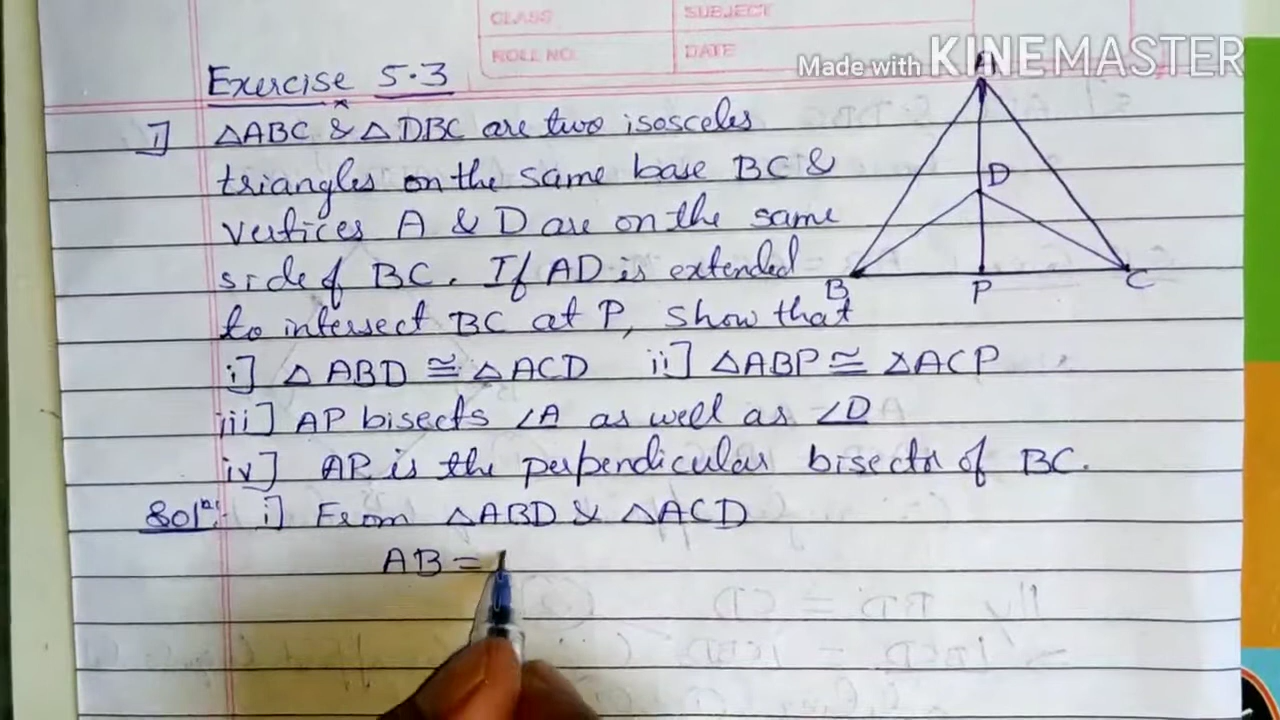 CLASS
SUBJECT
ROLL NO.
DATE
Made with KINEMASTER
Exercise 5.3
1] △ABC & △DBC are two isosceles
triangles on the same base BC &
vertices A & D are on the same
side of BC. If AD is extended
to intersect BC at P, show that
i] △ABD ≅ △ACD ii] △ABP ≅ △ACP
iii] AP bisects ∠A as well as ∠D
iv] AP is the perpendicular bisector of BC.
Solⁿ:- i] From △ABD & △ACD
AB =
A
D
B
P
C